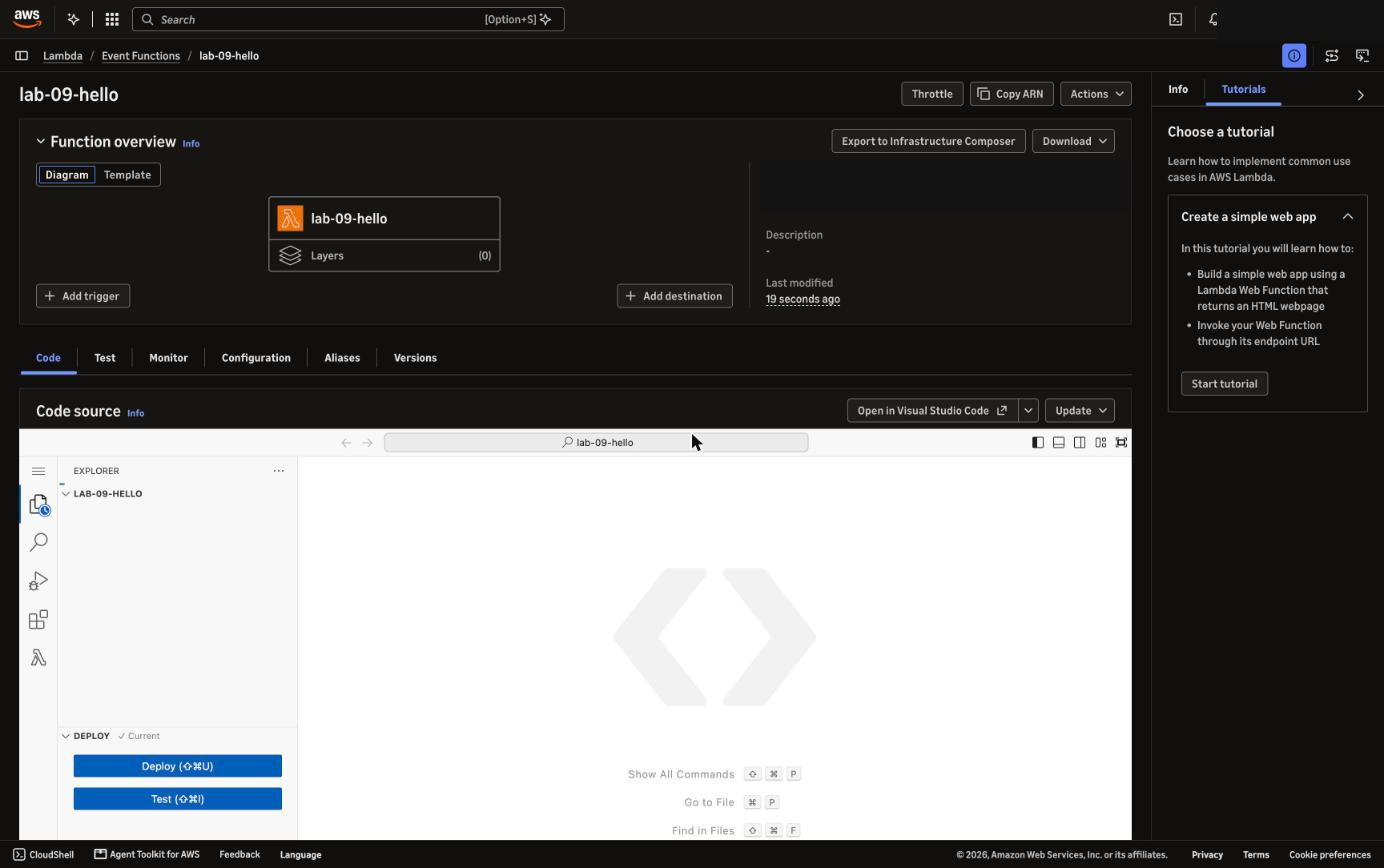 aws
Search [Option+S]
Lambda / Event Functions / lab-09-hello
lab-09-hello
Throttle
Copy ARN
Actions
Function overview Info
Export to Infrastructure Composer
Download
Diagram
Template
lab-09-hello
Layers (0)
+ Add trigger
+ Add destination
Description
-
Last modified
19 seconds ago
Code
Test
Monitor
Configuration
Aliases
Versions
Code source Info
Open in Visual Studio Code
Update
lab-09-hello
EXPLORER ...
LAB-09-HELLO
DEPLOY ✓ Current
Deploy (⇧⌘U)
Test (⇧⌘I)
Show All Commands ⇧ ⌘ P
Go to File ⌘ P
Find in Files ⇧ ⌘ F
Info
Tutorials
Choose a tutorial
Learn how to implement common use
cases in AWS Lambda.
Create a simple web app
In this tutorial you will learn how to:
• Build a simple web app using a
Lambda Web Function that
returns an HTML webpage
• Invoke your Web Function
through its endpoint URL
Start tutorial
CloudShell
Agent Toolkit for AWS
Feedback
Language
© 2026, Amazon Web Services, Inc. or its affiliates.
Privacy
Terms
Cookie preferences